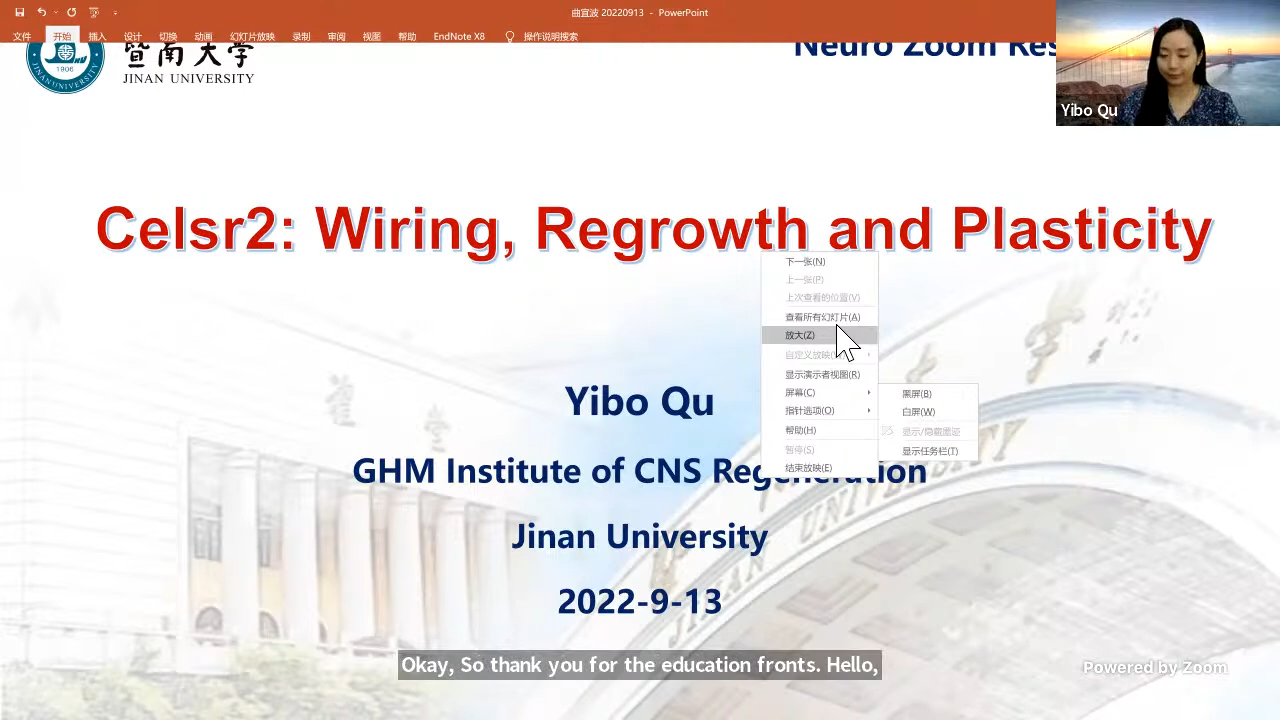 曲宜波 20220913 - PowerPoint
文件 开始 插入 设计 切换 动画 幻灯片放映 录制 审阅 视图 帮助 EndNote X8 操作说明搜索
暨南大学
JINAN UNIVERSITY
1906
Neuro Zoom Res
Yibo Qu
Celsr2: Wiring, Regrowth and Plasticity
下一张(N)
上一张(P)
上次查看的位置(V)
查看所有幻灯片(A)
放大(Z)
自定义放映
显示演示者视图(R)
屏幕(C)
指针选项(O)
帮助(H)
暂停(S)
结束放映(E)
黑屏(B)
白屏(W)
显示/隐藏墨迹
显示任务栏(T)
Yibo Qu
GHM Institute of CNS Regeneration
Jinan University
2022-9-13
JINAN UNIVERSITY
Okay, So thank you for the education fronts. Hello,
Powered by Zoom